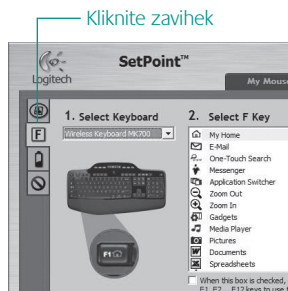 Kliknite zavihek
Logitech
SetPoint™
My Mouse
1. Select Keyboard
Wireless Keyboard MK700
2. Select F Key
F
My Home
E-Mail
One-Touch Search
Messenger
Application Switcher
Zoom Out
Zoom In
Gadgets
Media Player
Pictures
Documents
Spreadsheets
F1
When this box is checked,
F1, F2 ... F12 keys to use